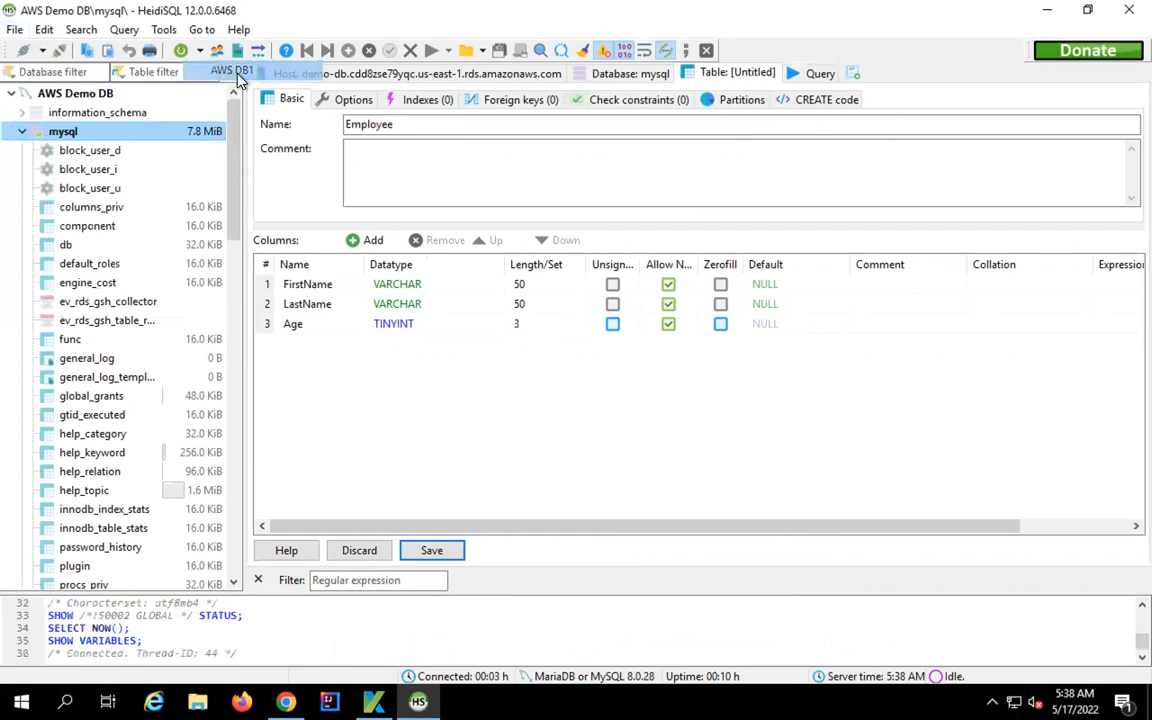 AWS Demo DB\mysql\ - HeidiSQL 12.0.0.6468
File Edit Search Query Tools Go to Help
Donate
Database filter Table filter AWS DB1 Host: demo-db.cdd8zse79yqc.us-east-1.rds.amazonaws.com Database: mysql Table: [Untitled] Query
AWS Demo DB
information_schema
mysql 7.8 MiB
block_user_d
block_user_i
block_user_u
columns_priv 16.0 KiB
component 16.0 KiB
db 32.0 KiB
default_roles 16.0 KiB
engine_cost 16.0 KiB
ev_rds_gsh_collector
ev_rds_gsh_table_r...
func 16.0 KiB
general_log 0 B
general_log_templ... 0 B
global_grants 48.0 KiB
gtid_executed 16.0 KiB
help_category 32.0 KiB
help_keyword 256.0 KiB
help_relation 96.0 KiB
help_topic 1.6 MiB
innodb_index_stats 16.0 KiB
innodb_table_stats 16.0 KiB
password_history 16.0 KiB
plugin 16.0 KiB
procs_priv 16.0 KiB
Basic Options Indexes (0) Foreign keys (0) Check constraints (0) Partitions CREATE code
Name: Employee
Comment:
Columns: Add Remove Up Down
# Name Datatype Length/Set Unsign... Allow N... Zerofill Default Comment Collation Expression
1 FirstName VARCHAR 50 NULL
2 LastName VARCHAR 50 NULL
3 Age TINYINT 3 NULL
Help Discard Save
Filter: Regular expression
32 /* Characterset: utf8mb4 */
33 SHOW /*!50002 GLOBAL */ STATUS;
34 SELECT NOW();
35 SHOW VARIABLES;
36 /* Connected. Thread-ID: 44 */
Connected: 00:03 h MariaDB or MySQL 8.0.28 Uptime: 00:10 h Server time: 5:38 AM Idle.
5:38 AM
5/17/2022